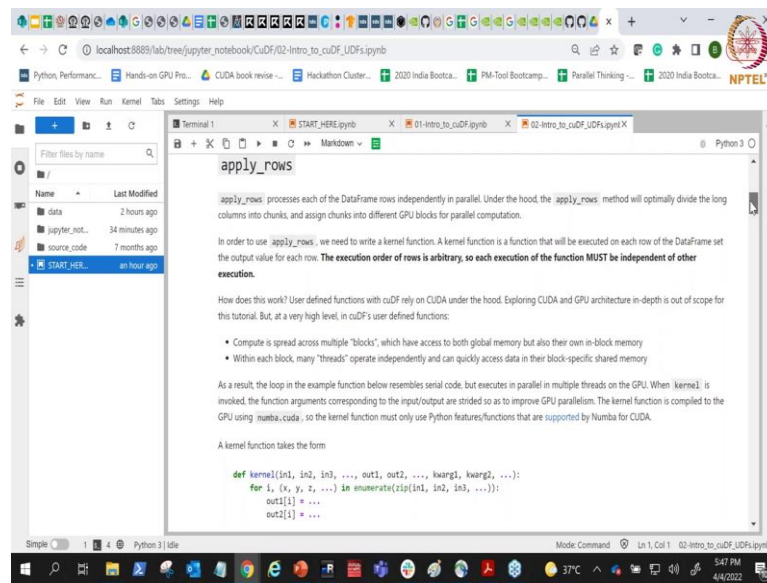 localhost:8889/lab/tree/jupyter_notebook/CuDF/02-Intro_to_cuDF_UDFs.ipynb
Python, Performanc... Hands-on GPU Pro... CUDA book revise -... Hackathon Cluster... 2020 India Bootca... PM-Tool Bootcamp... Parallel Thinking -... 2020 India Bootca...
NPTEL
File Edit View Run Kernel Tabs Settings Help
Terminal 1 START_HERE.ipynb 01-Intro_to_cuDF.ipynb 02-Intro_to_cuDF_UDFs.ipynb
Markdown Python 3
Filter files by name
/
Name Last Modified
data 2 hours ago
jupyter_not... 34 minutes ago
source_code 7 months ago
START_HER... an hour ago
apply_rows
apply_rows processes each of the DataFrame rows independently in parallel. Under the hood, the apply_rows method will optimally divide the long
columns into chunks, and assign chunks into different GPU blocks for parallel computation.
In order to use apply_rows, we need to write a kernel function. A kernel function is a function that will be executed on each row of the DataFrame set
the output value for each row. The execution order of rows is arbitrary, so each execution of the function MUST be independent of other
execution.
How does this work? User defined functions with cuDF rely on CUDA under the hood. Exploring CUDA and GPU architecture in-depth is out of scope for
this tutorial. But, at a very high level, in cuDF's user defined functions:
• Compute is spread across multiple "blocks", which have access to both global memory but also their own in-block memory
• Within each block, many "threads" operate independently and can quickly access data in their block-specific shared memory
As a result, the loop in the example function below resembles serial code, but executes in parallel in multiple threads on the GPU. When kernel is
invoked, the function arguments corresponding to the input/output are strided so as to improve GPU parallelism. The kernel function is compiled to the
GPU using numba.cuda, so the kernel function must only use Python features/functions that are supported by Numba for CUDA.
A kernel function takes the form
def kernel(in1, in2, in3, ..., out1, out2, ..., kwarg1, kwarg2, ...):
for i, (x, y, z, ...) in enumerate(zip(in1, in2, in3, ...)):
out1[i] = ...
out2[i] = ...
Simple 1 4 Python 3 | Idle Mode: Command Ln 1, Col 1 02-Intro_to_cuDF_UDFs.ipynb
37°C 5:47 PM
4/4/2022